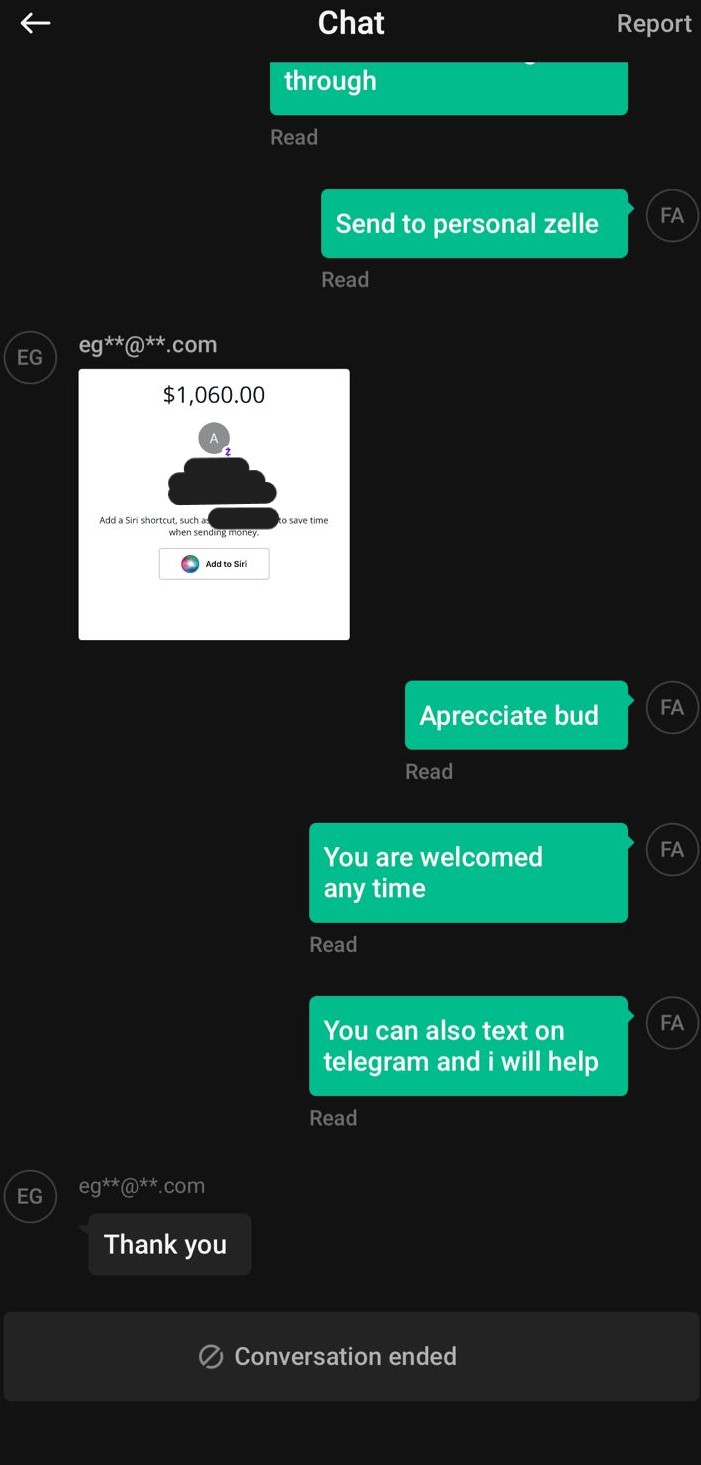 Chat
Report
through
Read
Send to personal zelle
FA
Read
EG
eg**@**.com
$1,060.00
A
Add a Siri shortcut, such as to save time
when sending money.
Add to Siri
Aprecciate bud
FA
Read
You are welcomed
any time
FA
Read
You can also text on
telegram and i will help
FA
Read
EG
eg**@**.com
Thank you
Conversation ended